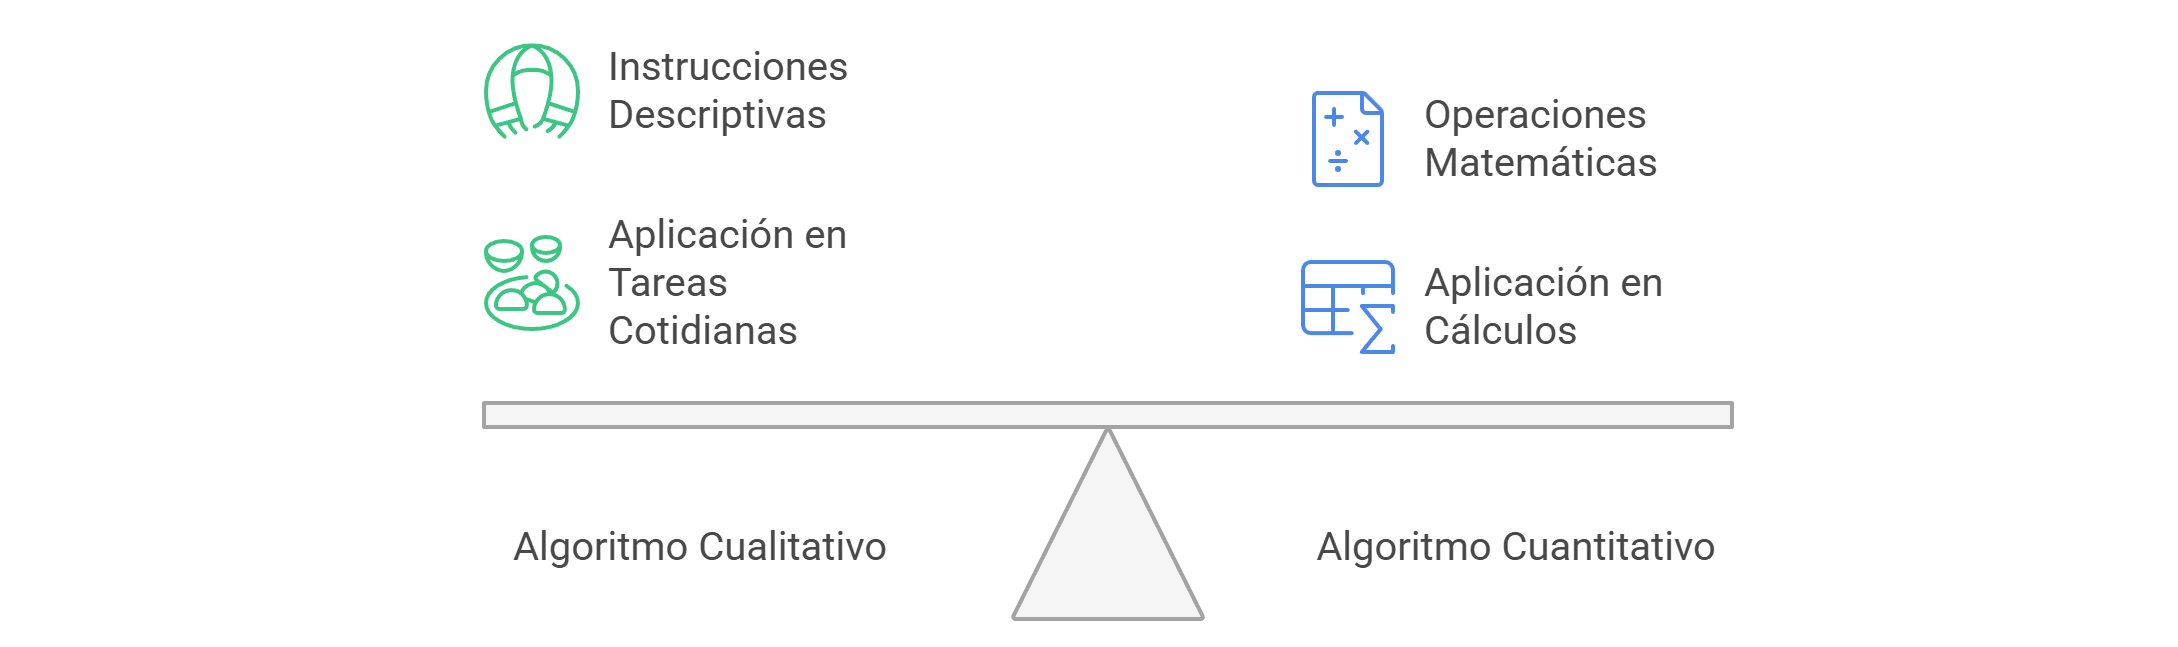 Instrucciones
Descriptivas
Aplicación en
Tareas
Cotidianas
Operaciones
Matemáticas
Aplicación en
Cálculos
Algoritmo Cualitativo
Algoritmo Cuantitativo